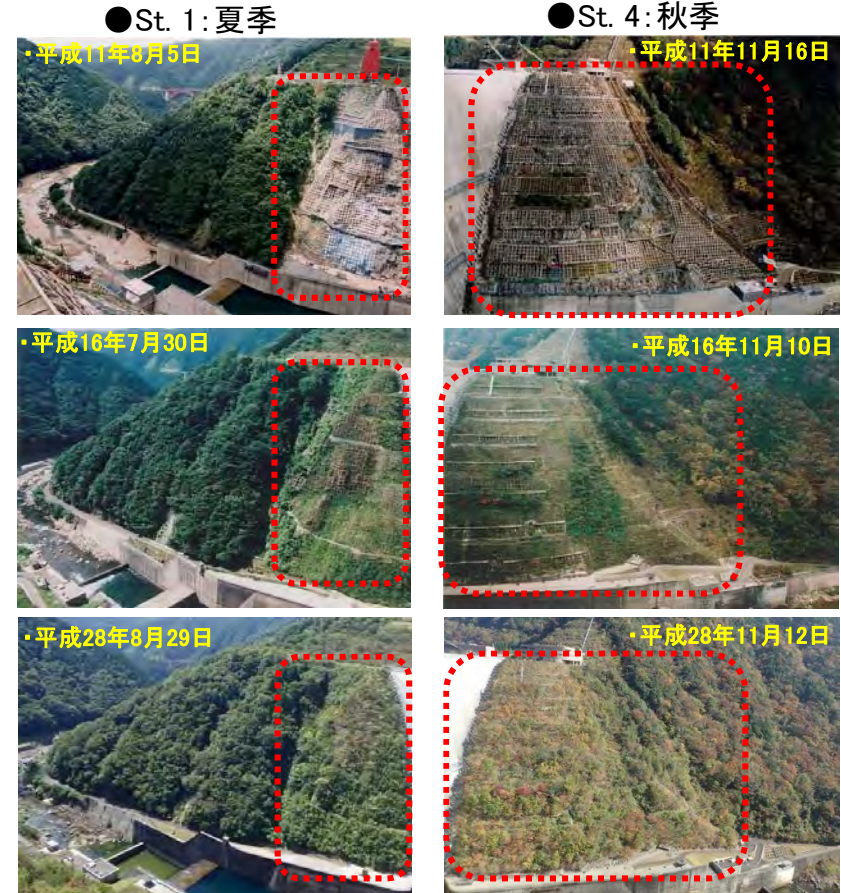 ●St. 1：夏季
●St. 4：秋季
・平成11年8月5日
・平成11年11月16日
・平成16年7月30日
・平成16年11月10日
・平成28年8月29日
・平成28年11月12日